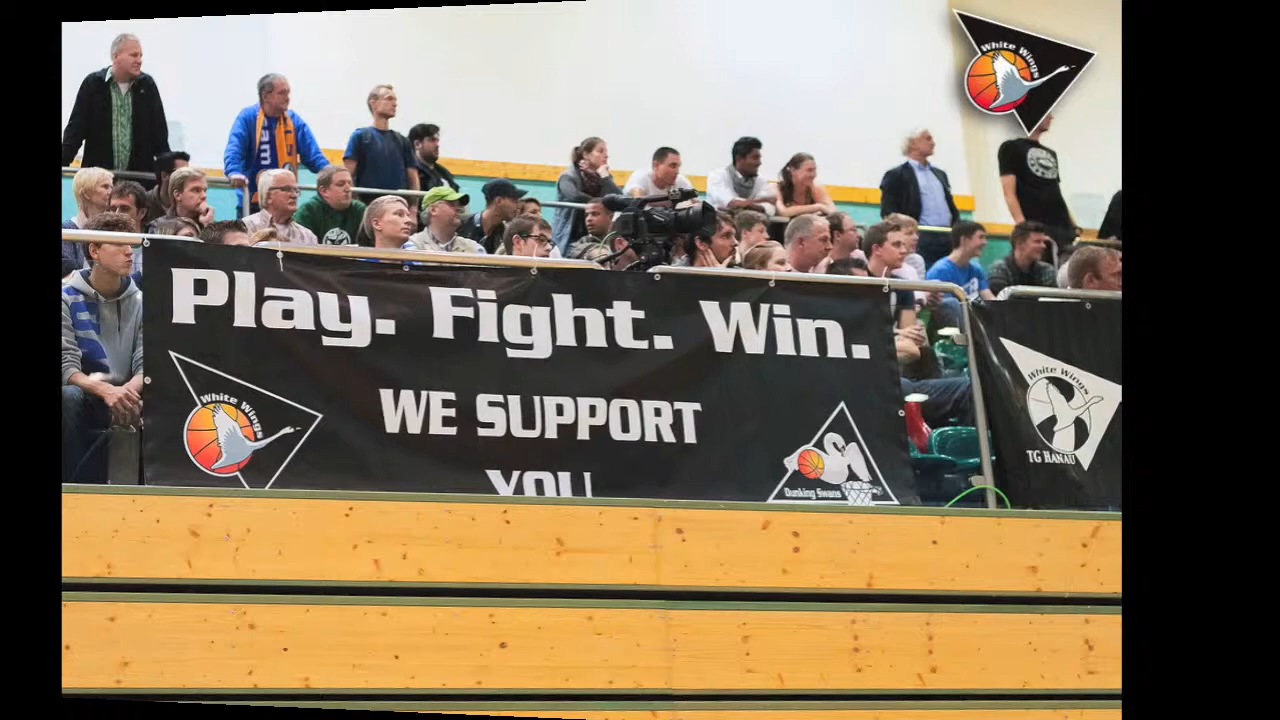 White Wings
Play. Fight. Win.
WE SUPPORT
YOU
White Wings
Dunking Swans
White Wings
TG HANAU